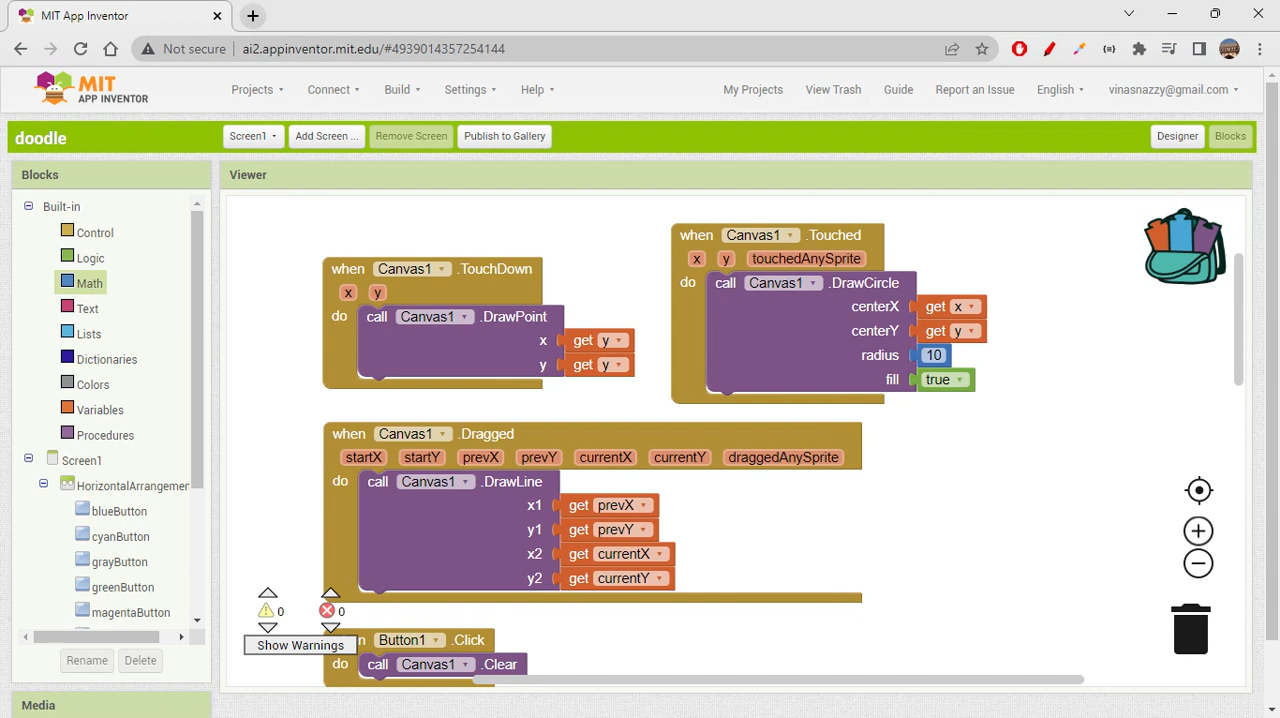 MIT App Inventor
Not secure ai2.appinventor.mit.edu/#4939014357254144
MIT
APP INVENTOR
Projects Connect Build Settings Help My Projects View Trash Guide Report an Issue English vinasnazzy@gmail.com
doodle Screen1 Add Screen ... Remove Screen Publish to Gallery Designer Blocks
Blocks
Built-in
Control
Logic
Math
Text
Lists
Dictionaries
Colors
Variables
Procedures
Screen1
HorizontalArrangemen
blueButton
cyanButton
grayButton
greenButton
magentaButton
Rename Delete
Media
Viewer
when Canvas1 .TouchDown
x y
do call Canvas1 .DrawPoint
x get y
y get y
when Canvas1 .Touched
x y touchedAnySprite
do call Canvas1 .DrawCircle
centerX get x
centerY get y
radius 10
fill true
when Canvas1 .Dragged
startX startY prevX prevY currentX currentY draggedAnySprite
do call Canvas1 .DrawLine
x1 get prevX
y1 get prevY
x2 get currentX
y2 get currentY
0 0
Show Warnings
Button1 .Click
do call Canvas1 .Clear